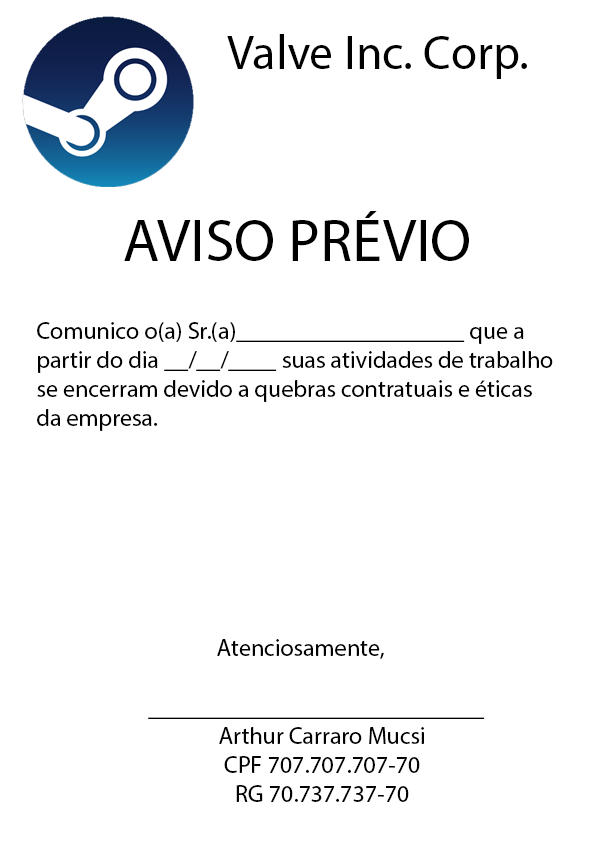 Valve Inc. Corp.
AVISO PRÉVIO
Comunico o(a) Sr.(a)___________________ que a
partir do dia __/__/____ suas atividades de trabalho
se encerram devido a quebras contratuais e éticas
da empresa.
Atenciosamente,
____________________________
Arthur Carraro Mucsi
CPF 707.707.707-70
RG 70.737.737-70